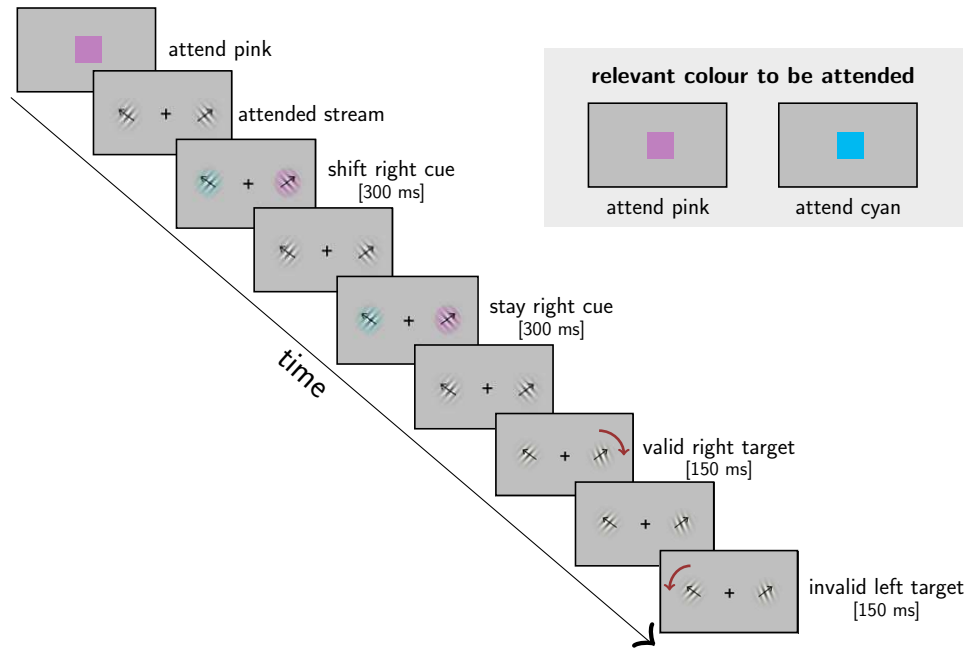 attend pink
attended stream
shift right cue
[300 ms]
stay right cue
[300 ms]
time
valid right target
[150 ms]
invalid left target
[150 ms]
relevant colour to be attended
attend pink
attend cyan